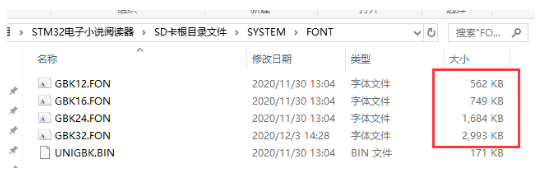 STM32电子小说阅读器 > SD卡根目录文件 > SYSTEM > FONT 搜索"FO...
名称 修改日期 类型 大小
GBK12.FON 2020/11/30 13:04 字体文件 562 KB
GBK16.FON 2020/11/30 13:04 字体文件 749 KB
GBK24.FON 2020/11/30 13:04 字体文件 1,684 KB
GBK32.FON 2020/12/3 14:28 字体文件 2,993 KB
UNIGBK.BIN 2020/11/30 13:04 BIN 文件 171 KB